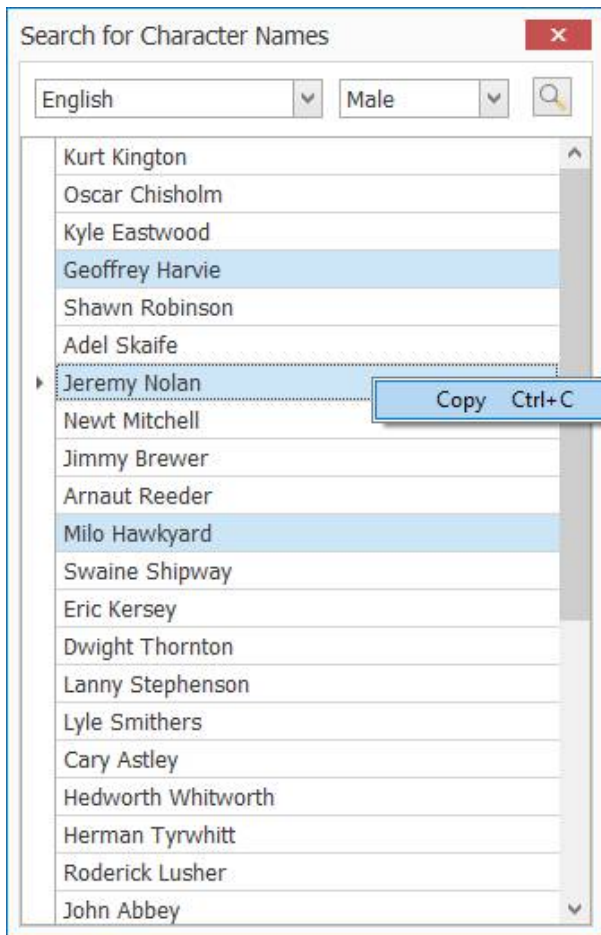 Search for Character Names
English Male
Kurt Kington
Oscar Chisholm
Kyle Eastwood
Geoffrey Harvie
Shawn Robinson
Adel Skaife
Jeremy Nolan
Copy Ctrl+C
Newt Mitchell
Jimmy Brewer
Arnaut Reeder
Milo Hawkyard
Swaine Shipway
Eric Kersey
Dwight Thornton
Lanny Stephenson
Lyle Smithers
Cary Astley
Hedworth Whitworth
Herman Tyrwhitt
Roderick Lusher
John Abbey